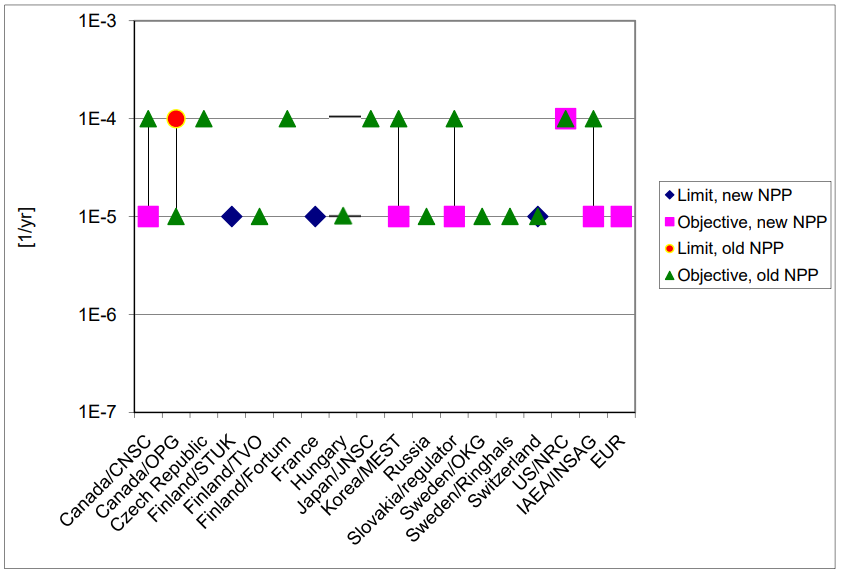 1E-3
1E-4
1E-5
1E-6
1E-7
[1/yr]
Canada/CNSC
Canada/OPG
Czech Republic
Finland/STUK
Finland/TVO
Finland/Fortum
France
Hungary
Japan/JNSC
Korea/MEST
Russia
Slovakia/regulator
Sweden/OKG
Sweden/Ringhals
Switzerland
US/NRC
IAEA/INSAG
EUR
Limit, new NPP
Objective, new NPP
Limit, old NPP
Objective, old NPP